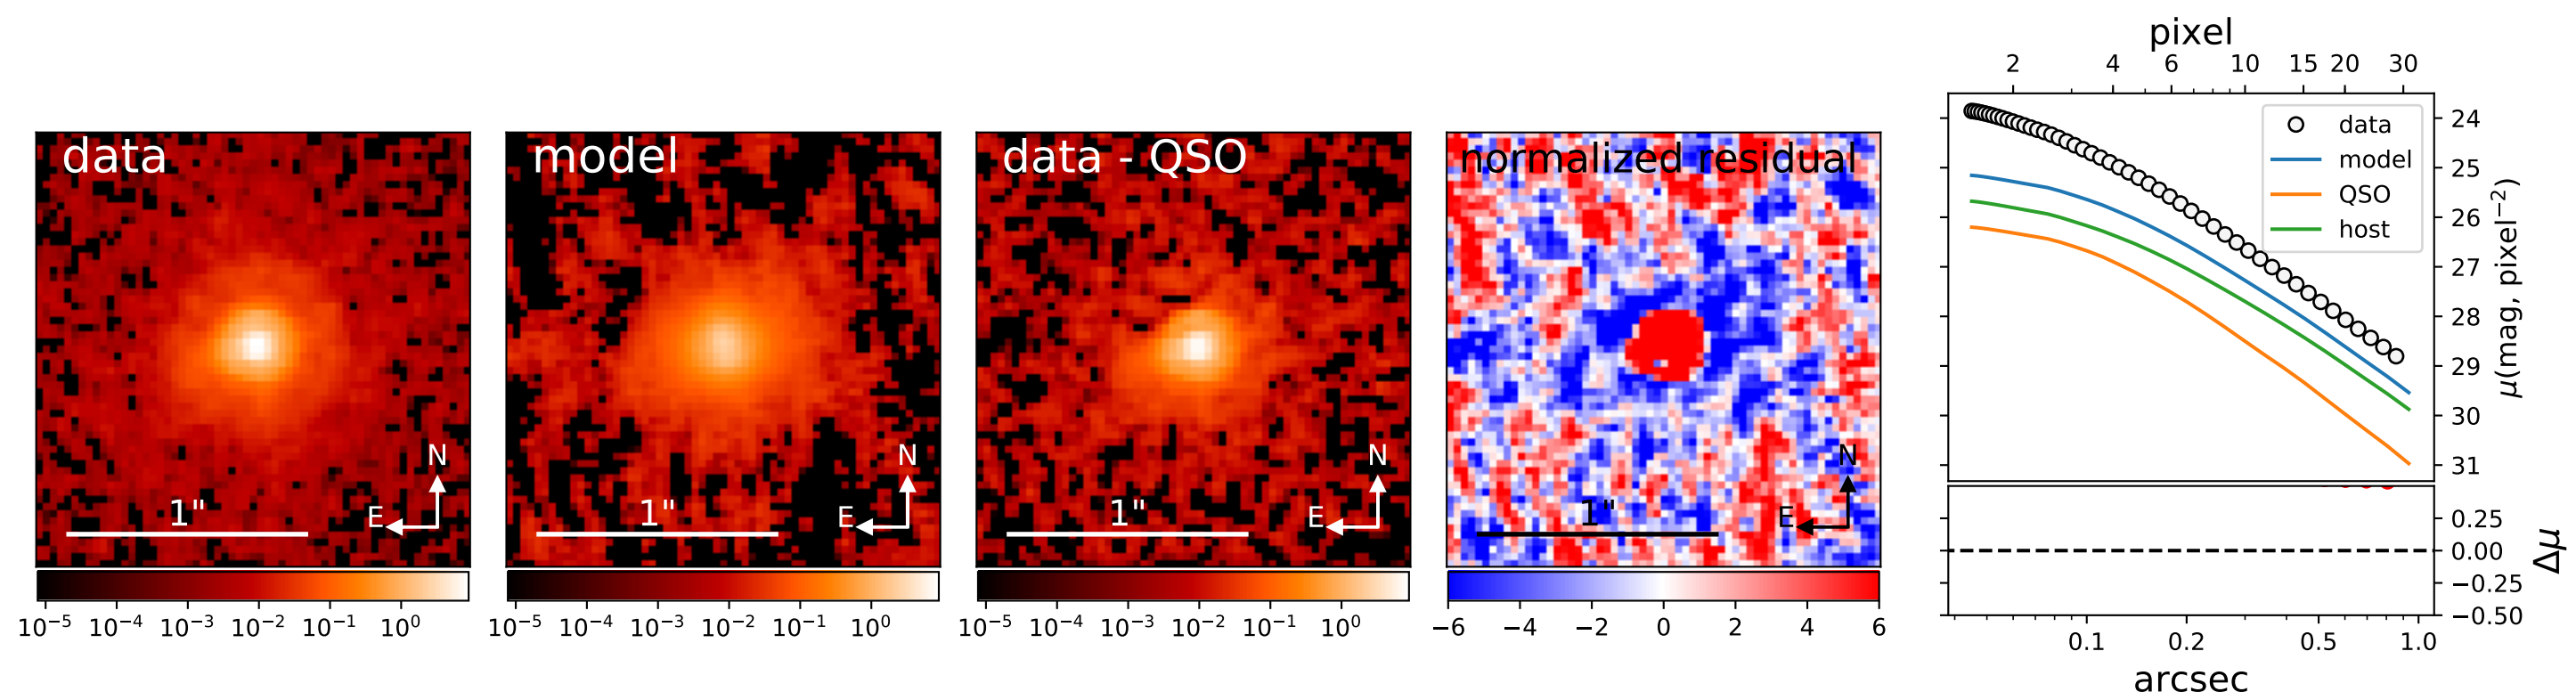 data
N
E
1"
10⁻⁵ 10⁻⁴ 10⁻³ 10⁻² 10⁻¹ 10⁰
model
N
E
1"
10⁻⁵ 10⁻⁴ 10⁻³ 10⁻² 10⁻¹ 10⁰
data - QSO
N
E
1"
10⁻⁵ 10⁻⁴ 10⁻³ 10⁻² 10⁻¹ 10⁰
normalized residual
N
E
1"
−6 −4 −2 0 2 4 6
pixel
2 4 6 10 15 20 30
data
model
QSO
host
24
25
26
27
28
29
30
31
μ(mag, pixel⁻²)
0.25
0.00
−0.25
−0.50
Δμ
0.1 0.2 0.5 1.0
arcsec